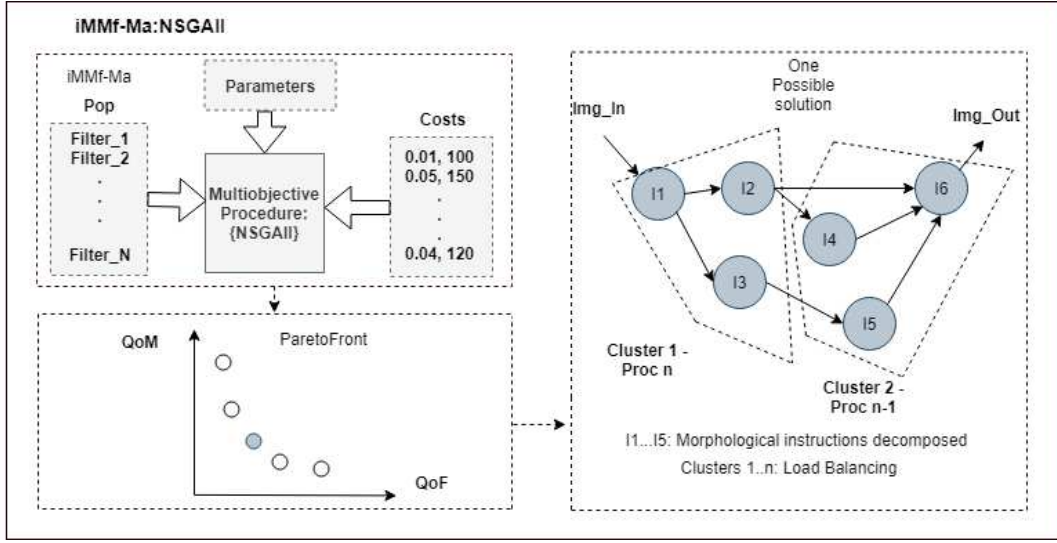 iMMf-Ma:NSGAII
iMMf-Ma
Pop
Filter_1
Filter_2
.
.
.
Filter_N
Parameters
Multiobjective
Procedure:
{NSGAII}
Costs
0.01, 100
0.05, 150
.
.
.
0.04, 120
QoM
ParetoFront
QoF
One
Possible
solution
Img_In
Img_Out
I1
I2
I6
I4
I3
I5
Cluster 1 -
Proc n
Cluster 2 -
Proc n-1
I1...I5: Morphological instructions decomposed
Clusters 1..n: Load Balancing